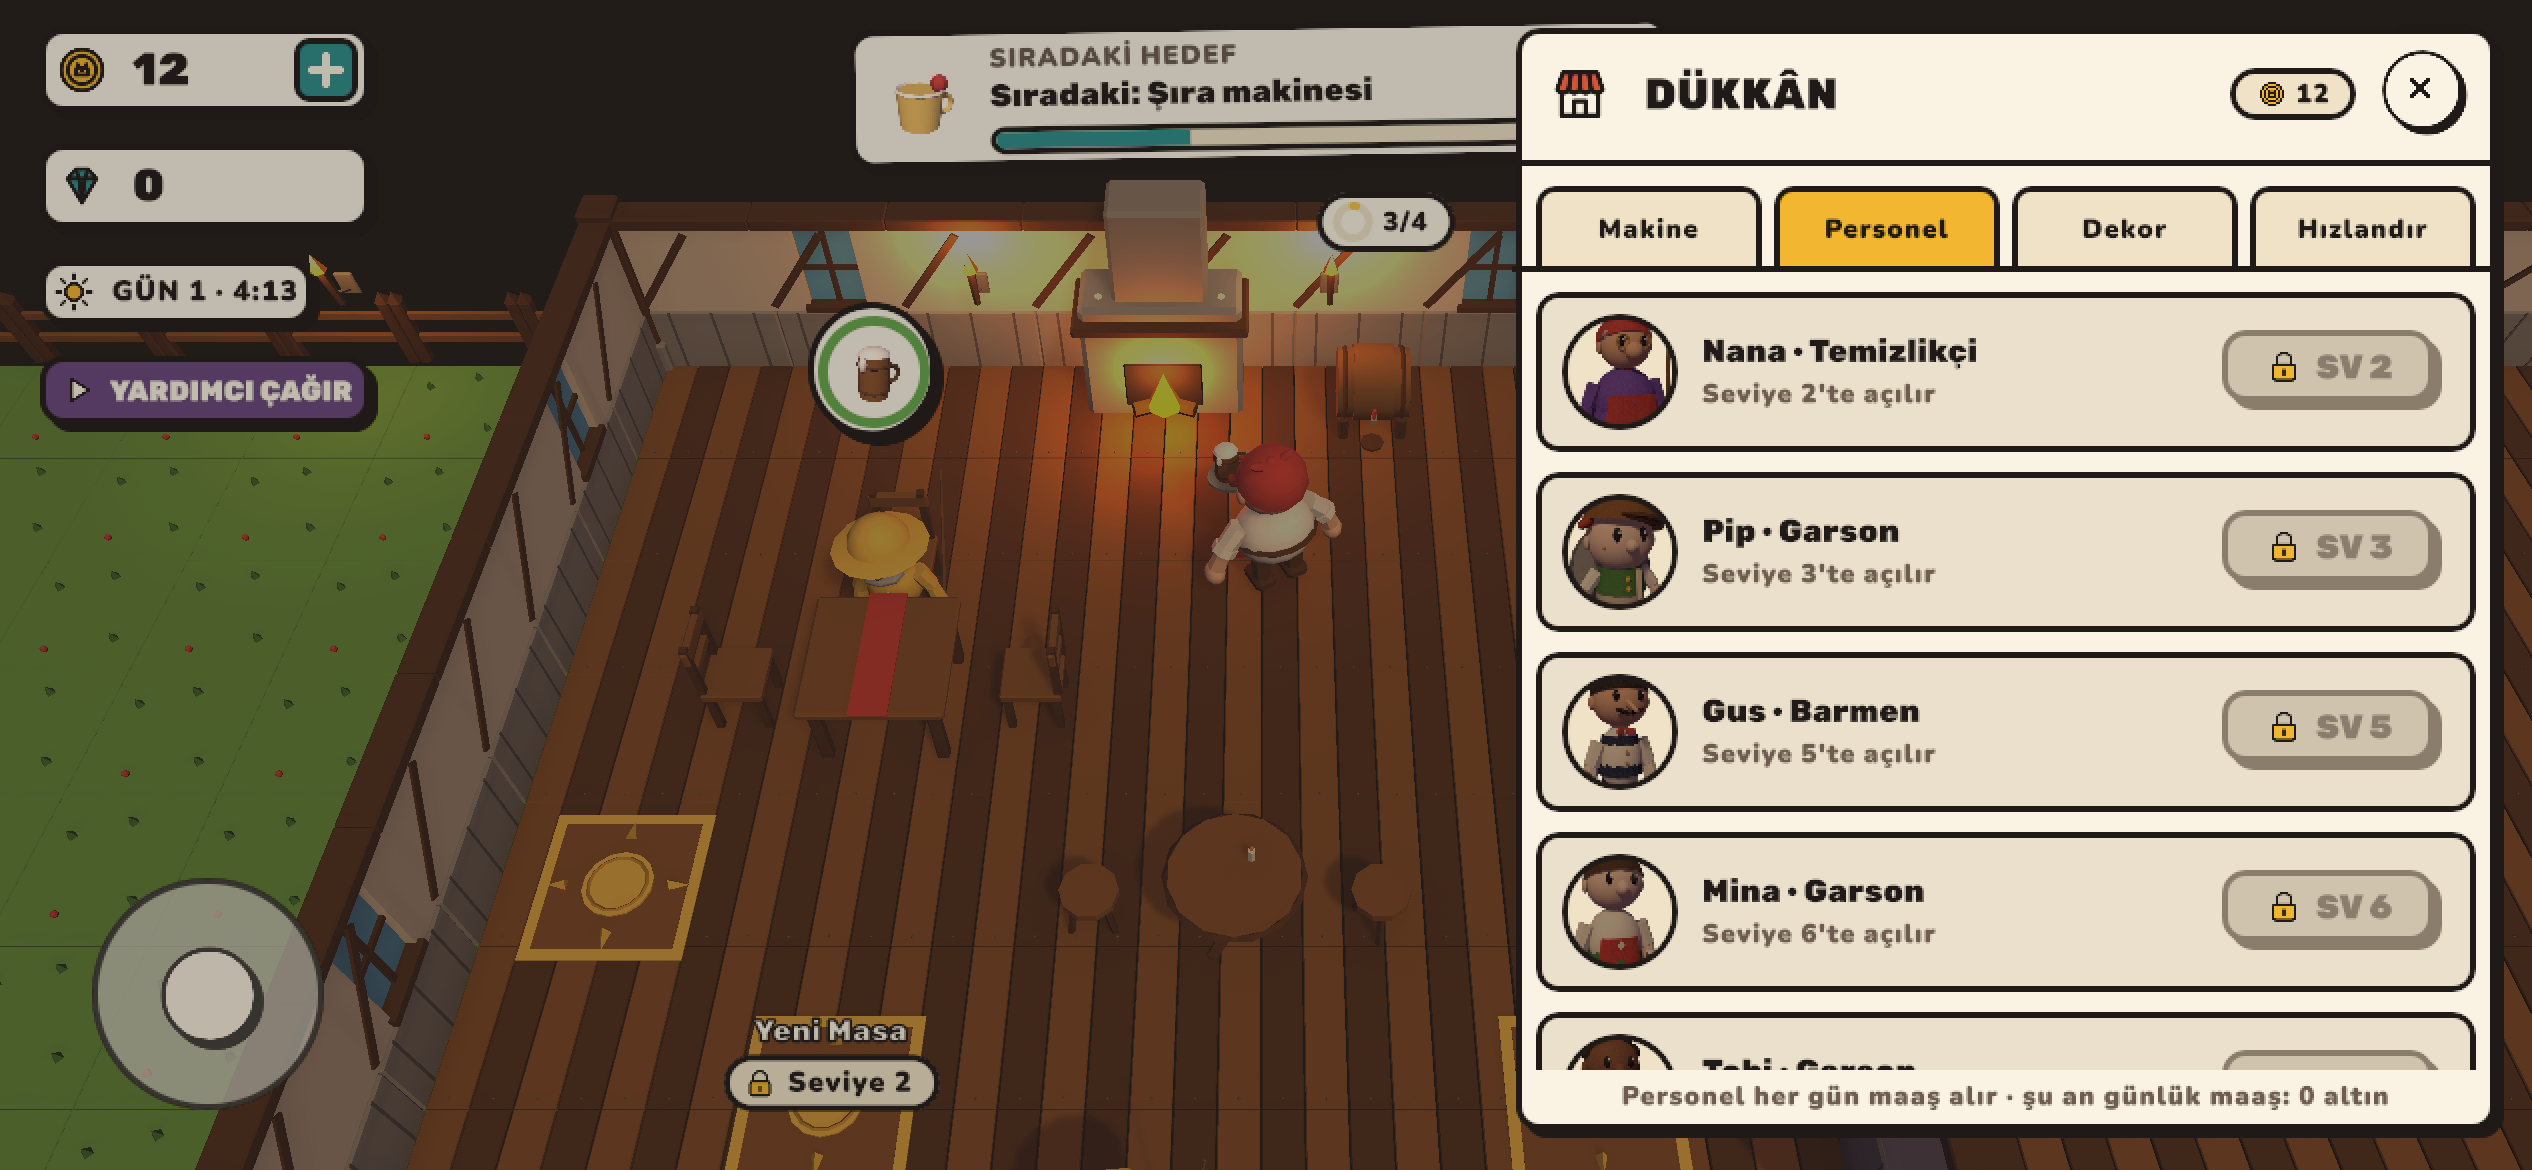 12
0
GÜN 1 · 4:13
YARDIMCI ÇAĞIR
SIRADAKİ HEDEF
Sıradaki: Şıra makinesi
3/4
Yeni Masa
Seviye 2
DÜKKÂN
12
Makine
Personel
Dekor
Hızlandır
Nana · Temizlikçi
Seviye 2'te açılır
SV 2
Pip · Garson
Seviye 3'te açılır
SV 3
Gus · Barmen
Seviye 5'te açılır
SV 5
Mina · Garson
Seviye 6'te açılır
SV 6
Tobi · Garson
Personel her gün maaş alır · şu an günlük maaş: 0 altın